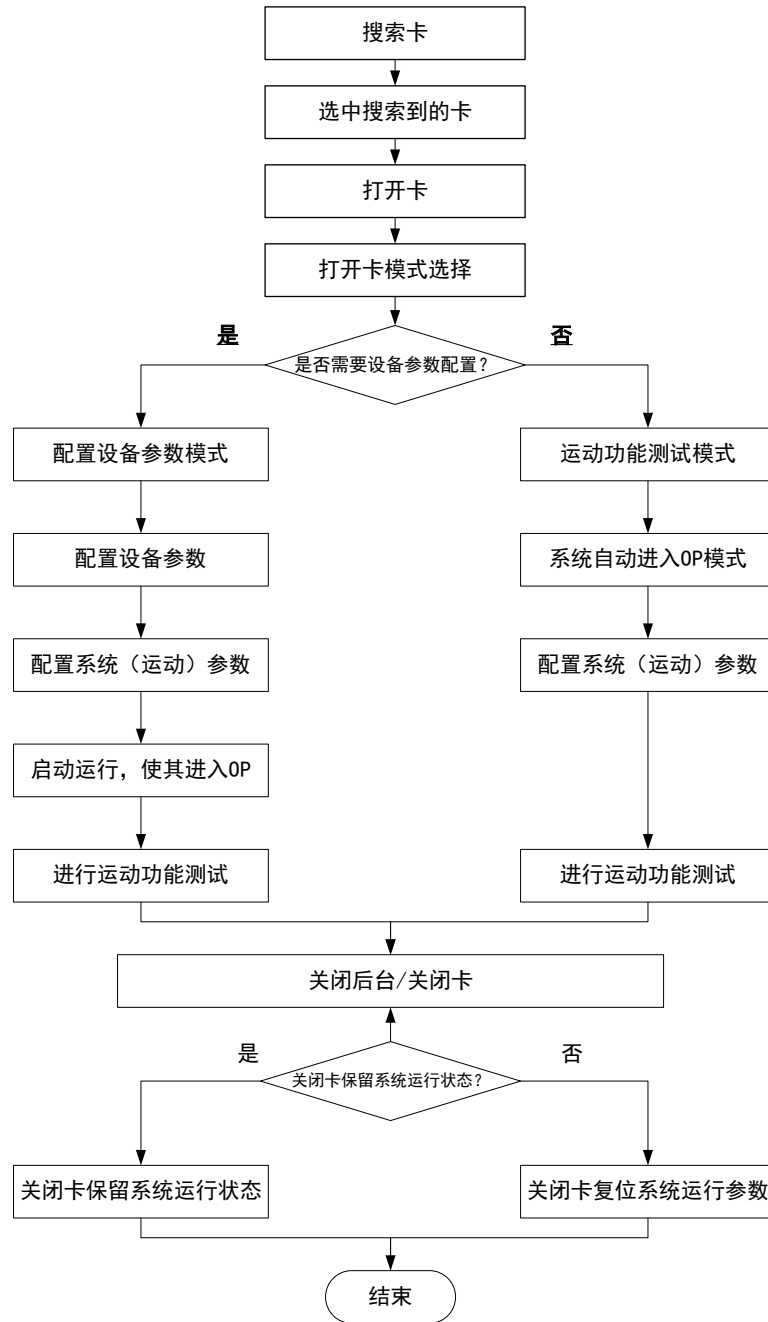 搜索卡
选中搜索到的卡
打开卡
打开卡模式选择
是
否
是否需要设备参数配置?
配置设备参数模式
运动功能测试模式
配置设备参数
系统自动进入OP模式
配置系统（运动）参数
配置系统（运动）参数
启动运行，使其进入OP
进行运动功能测试
进行运动功能测试
关闭后台/关闭卡
是
否
关闭卡保留系统运行状态?
关闭卡保留系统运行状态
关闭卡复位系统运行参数
结束